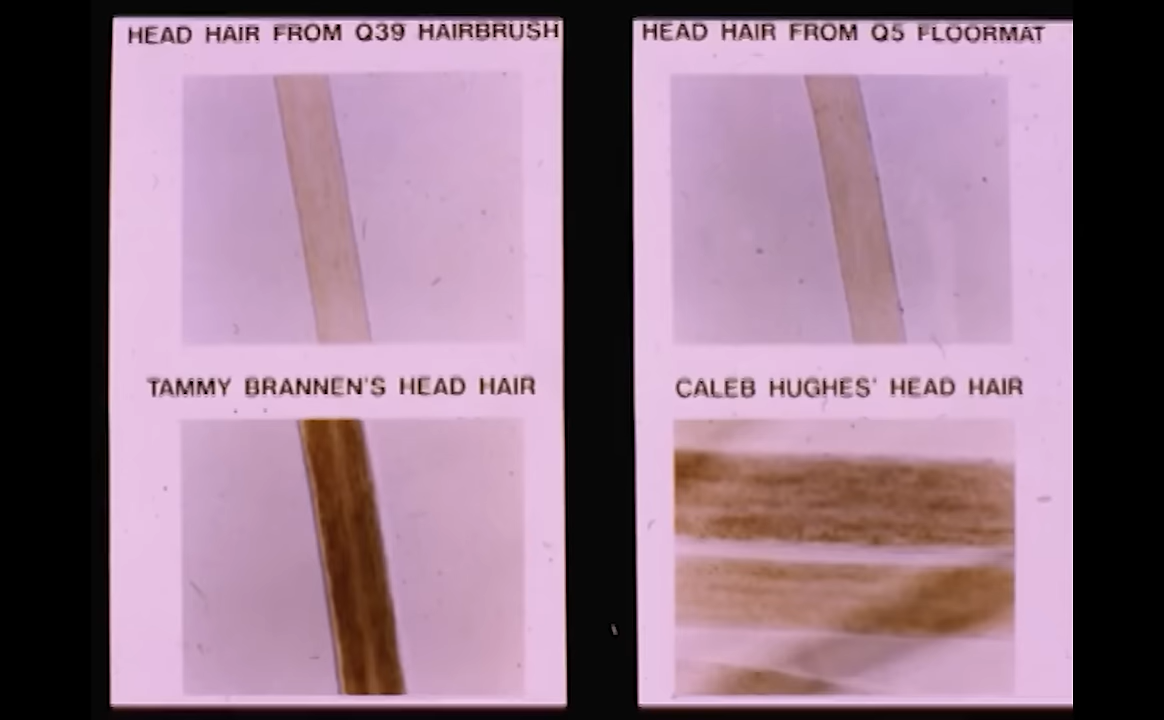 HEAD HAIR FROM Q39 HAIRBRUSH
TAMMY BRANNEN'S HEAD HAIR
HEAD HAIR FROM Q5 FLOORMAT
CALEB HUGHES' HEAD HAIR